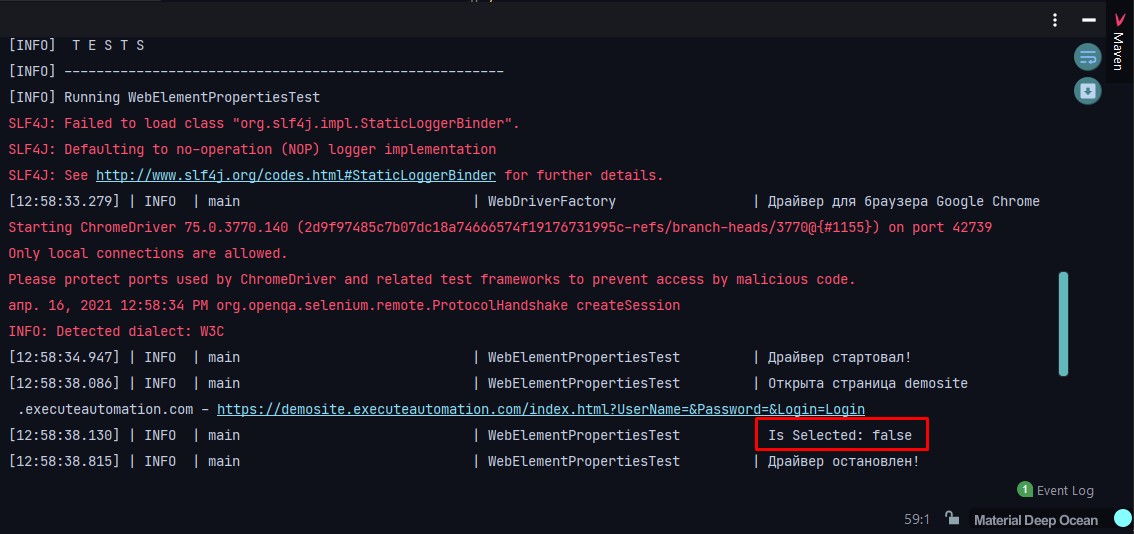 [INFO]  T E S T S
[INFO] -------------------------------------------------------
[INFO] Running WebElementPropertiesTest
SLF4J: Failed to load class "org.slf4j.impl.StaticLoggerBinder".
SLF4J: Defaulting to no-operation (NOP) logger implementation
SLF4J: See http://www.slf4j.org/codes.html#StaticLoggerBinder for further details.
[12:58:33.279] | INFO  | main | WebDriverFactory | Драйвер для браузера Google Chrome
Starting ChromeDriver 75.0.3770.140 (2d9f97485c7b07dc18a74666574f19176731995c-refs/branch-heads/3770@{#1155}) on port 42739
Only local connections are allowed.
Please protect ports used by ChromeDriver and related test frameworks to prevent access by malicious code.
апр. 16, 2021 12:58:34 PM org.openqa.selenium.remote.ProtocolHandshake createSession
INFO: Detected dialect: W3C
[12:58:34.947] | INFO  | main | WebElementPropertiesTest | Драйвер стартовал!
[12:58:38.086] | INFO  | main | WebElementPropertiesTest | Открыта страница demosite
.executeautomation.com - https://demosite.executeautomation.com/index.html?UserName=&Password=&Login=Login
[12:58:38.130] | INFO  | main | WebElementPropertiesTest Is Selected: false
[12:58:38.815] | INFO  | main | WebElementPropertiesTest | Драйвер остановлен!
Maven
1 Event Log
59:1 Material Deep Ocean